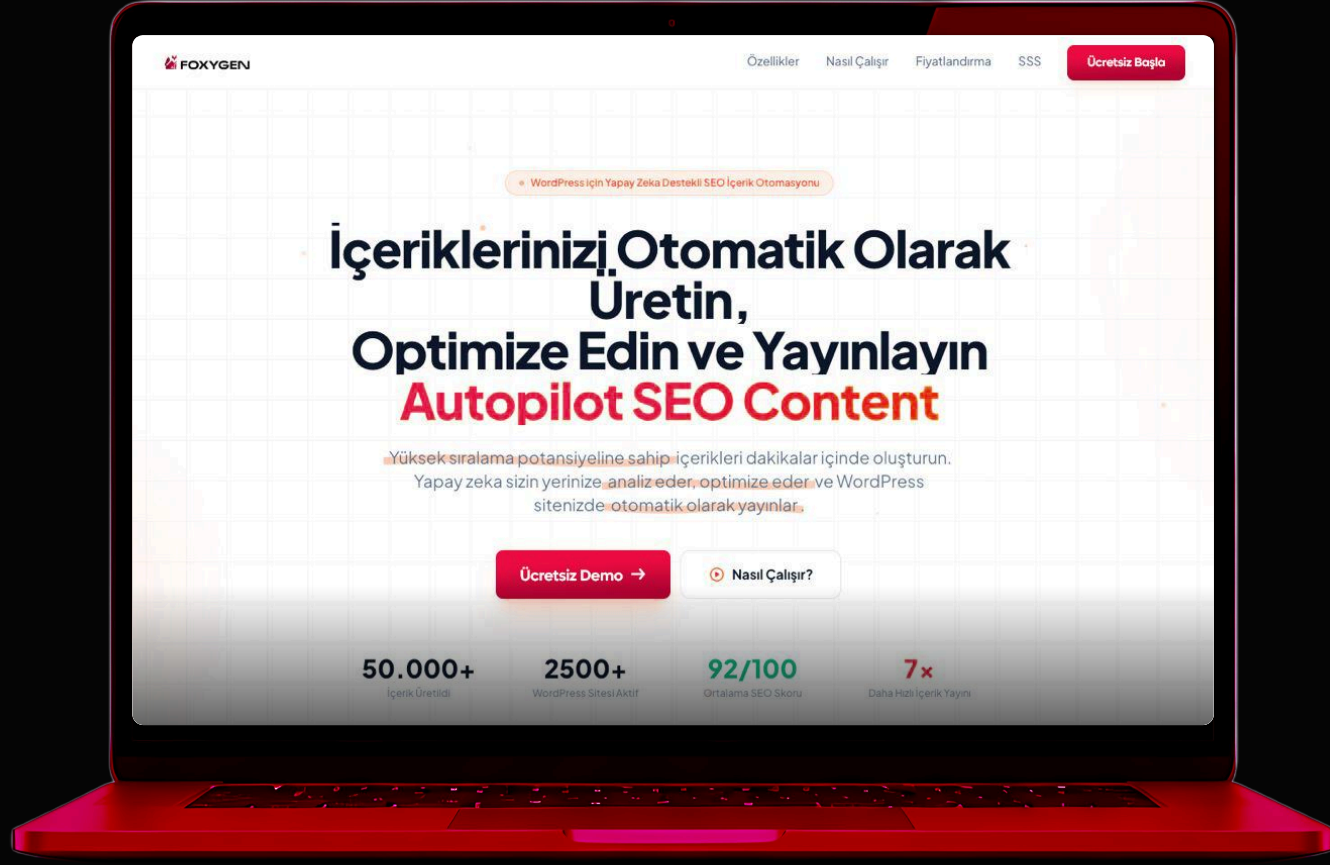 FOXYGEN
Özellikler Nasıl Çalışır Fiyatlandırma SSS Ücretsiz Başla
WordPress için Yapay Zeka Destekli SEO İçerik Otomasyonu
İçeriklerinizi Otomatik Olarak
Üretin,
Optimize Edin ve Yayınlayın
Autopilot SEO Content
Yüksek sıralama potansiyeline sahip içerikleri dakikalar içinde oluşturun.
Yapay zeka sizin yerinize analiz eder, optimize eder ve WordPress
sitenizde otomatik olarak yayınlar.
Ücretsiz Demo → Nasıl Çalışır?
50.000+ 2500+ 92/100 7×
İçerik Üretildi WordPress Sitesi Aktif Ortalama SEO Skoru Daha Hızlı İçerik Yayını